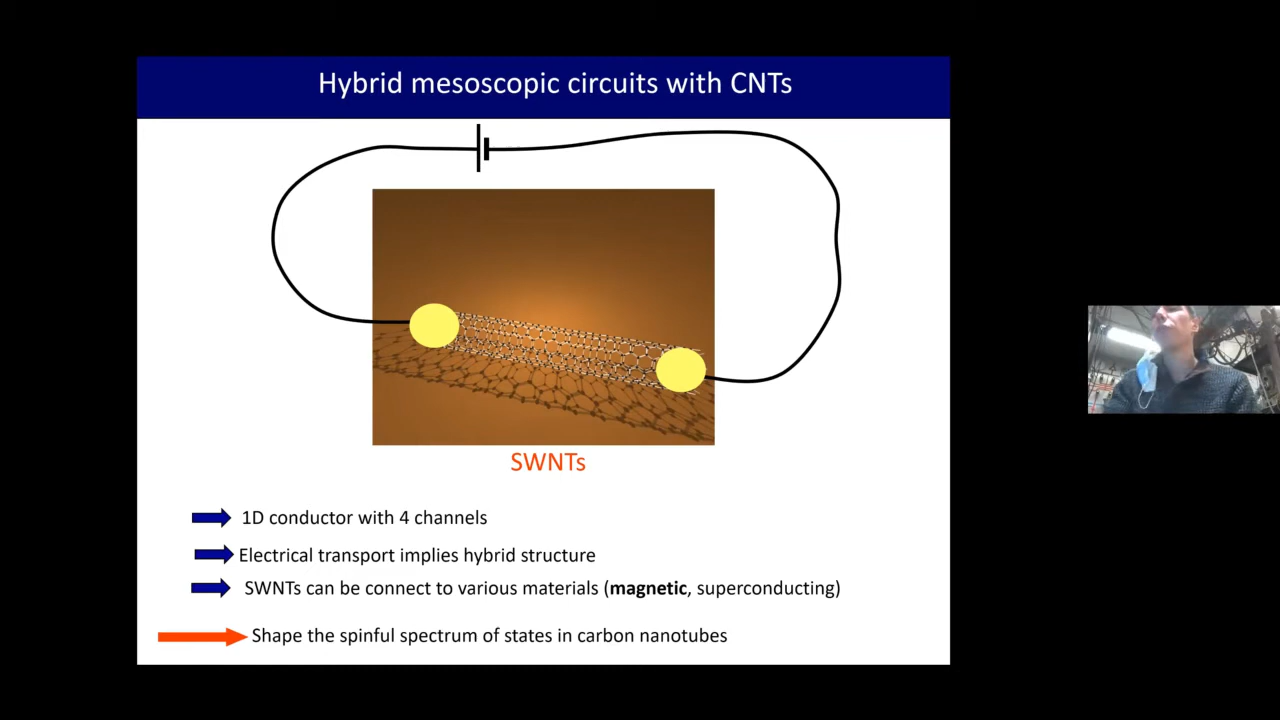 Hybrid mesoscopic circuits with CNTs
SWNTs
1D conductor with 4 channels
Electrical transport implies hybrid structure
SWNTs can be connect to various materials (magnetic, superconducting)
Shape the spinful spectrum of states in carbon nanotubes